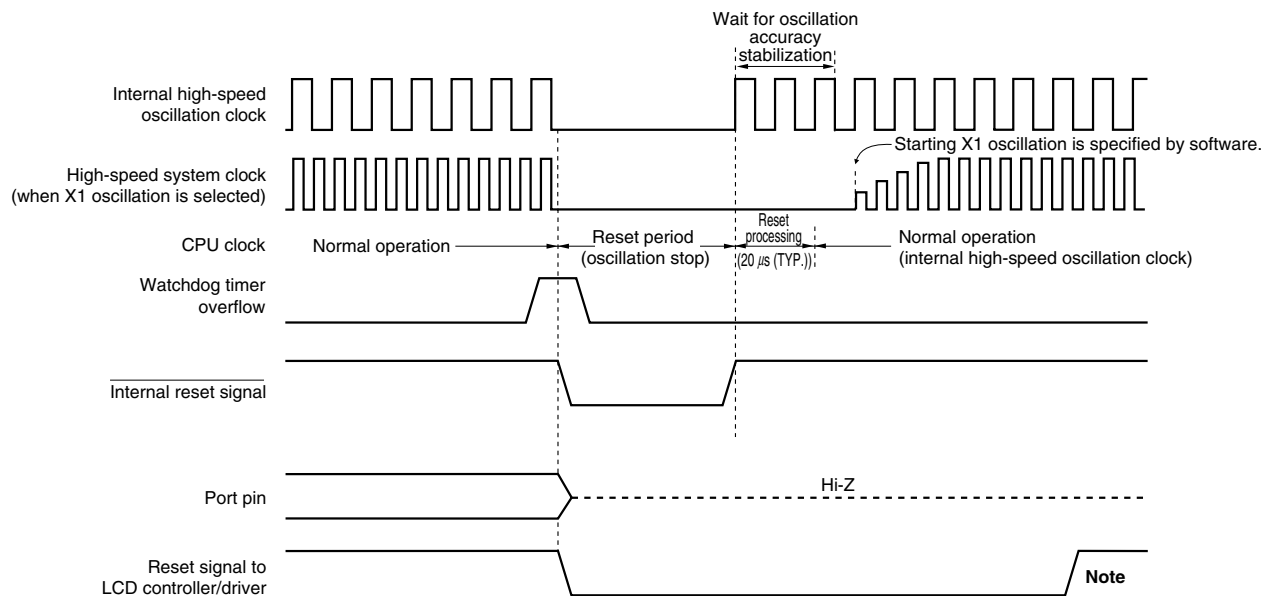 Wait for oscillation
accuracy
stabilization
Internal high-speed
oscillation clock
Starting X1 oscillation is specified by software.
High-speed system clock
(when X1 oscillation is selected)
CPU clock
Normal operation
Reset period
(oscillation stop)
Reset
processing
(20 μs (TYP.))
Normal operation
(internal high-speed oscillation clock)
Watchdog timer
overflow
Internal reset signal
Port pin
Hi-Z
Reset signal to
LCD controller/driver
Note